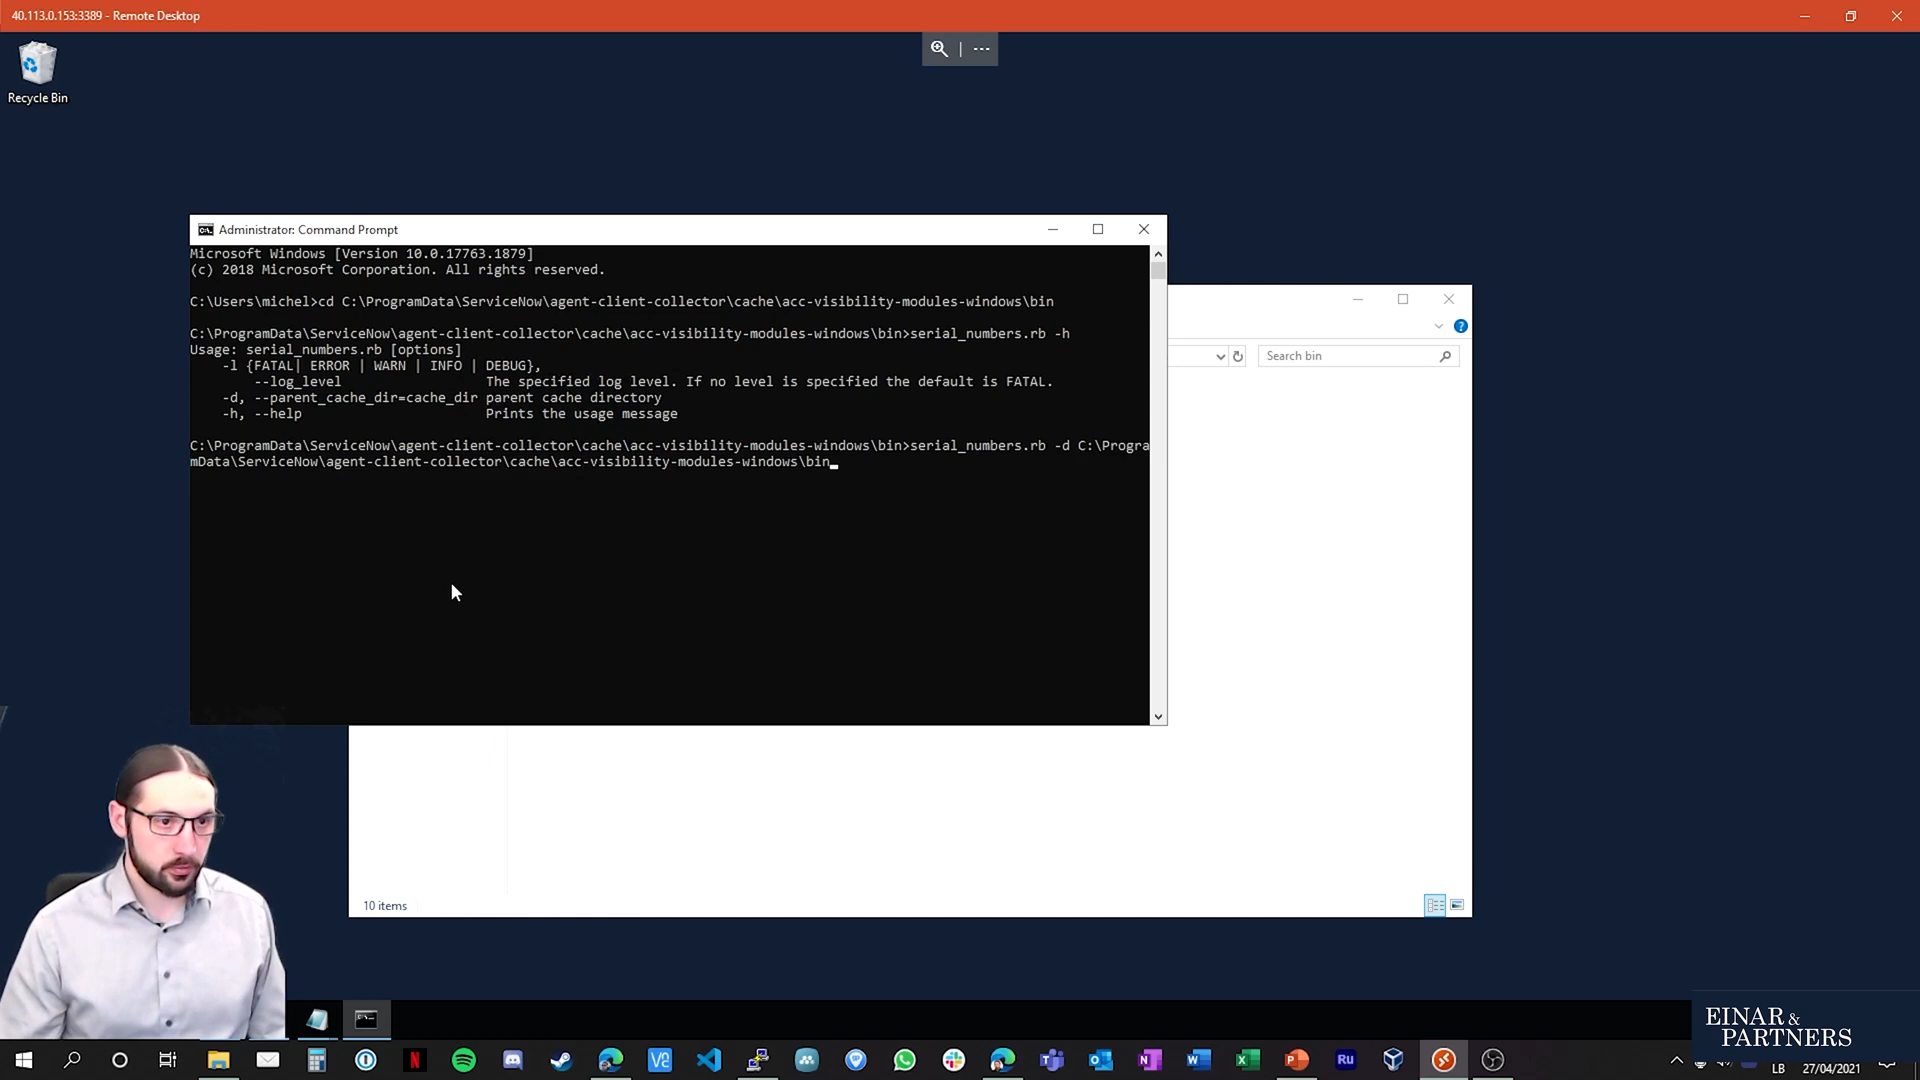 40.113.0.153:3389 - Remote Desktop
Recycle Bin
Administrator: Command Prompt
Microsoft Windows [Version 10.0.17763.1879]
(c) 2018 Microsoft Corporation. All rights reserved.
C:\Users\michel>cd C:\ProgramData\ServiceNow\agent-client-collector\cache\acc-visibility-modules-windows\bin
C:\ProgramData\ServiceNow\agent-client-collector\cache\acc-visibility-modules-windows\bin>serial_numbers.rb -h
Usage: serial_numbers.rb [options]
-l {FATAL| ERROR | WARN | INFO | DEBUG},
--log_level The specified log level. If no level is specified the default is FATAL.
-d, --parent_cache_dir=cache_dir parent cache directory
-h, --help Prints the usage message
C:\ProgramData\ServiceNow\agent-client-collector\cache\acc-visibility-modules-windows\bin>serial_numbers.rb -d C:\Progra
mData\ServiceNow\agent-client-collector\cache\acc-visibility-modules-windows\bin
Search bin
10 items
EINAR &
PARTNERS
LB 27/04/2021